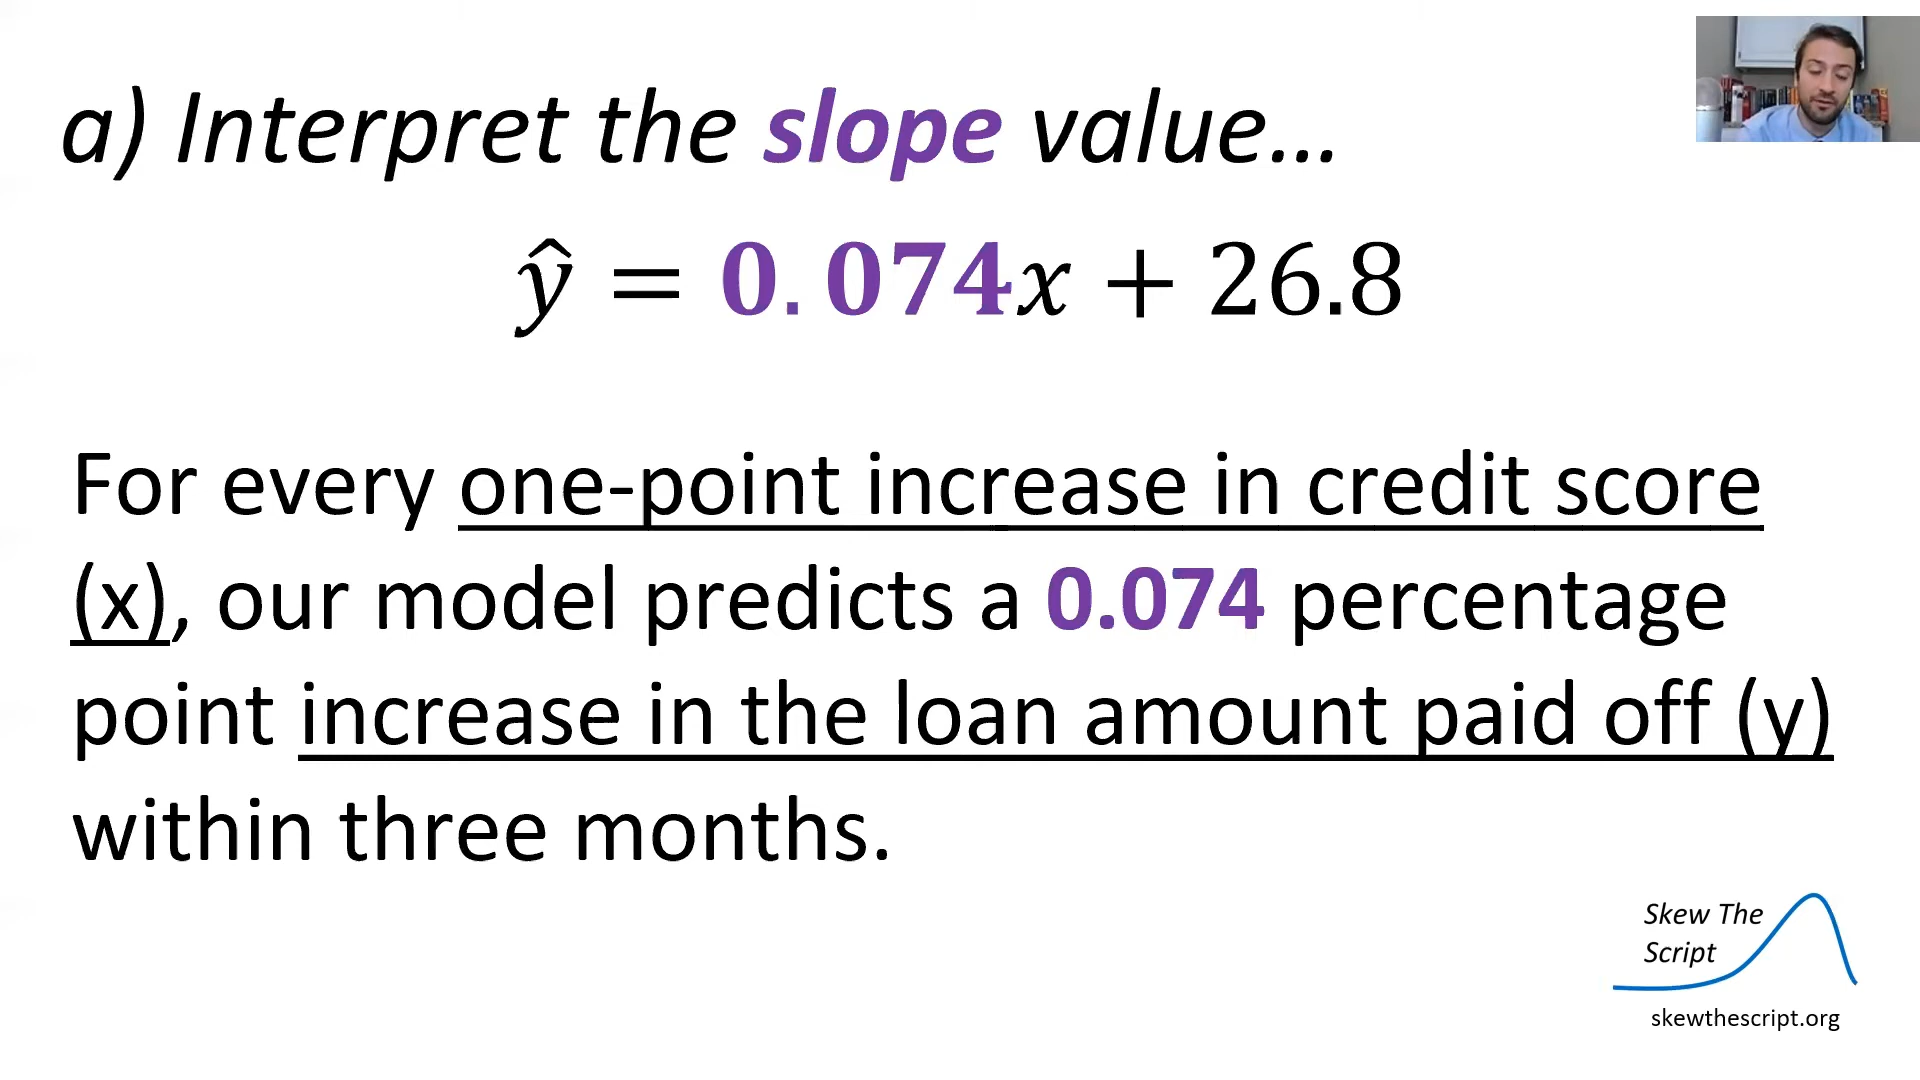 a) Interpret the slope value...
ŷ = 0.074x + 26.8
For every one-point increase in credit score
(x), our model predicts a 0.074 percentage
point increase in the loan amount paid off (y)
within three months.
Skew The
Script
skewthescript.org